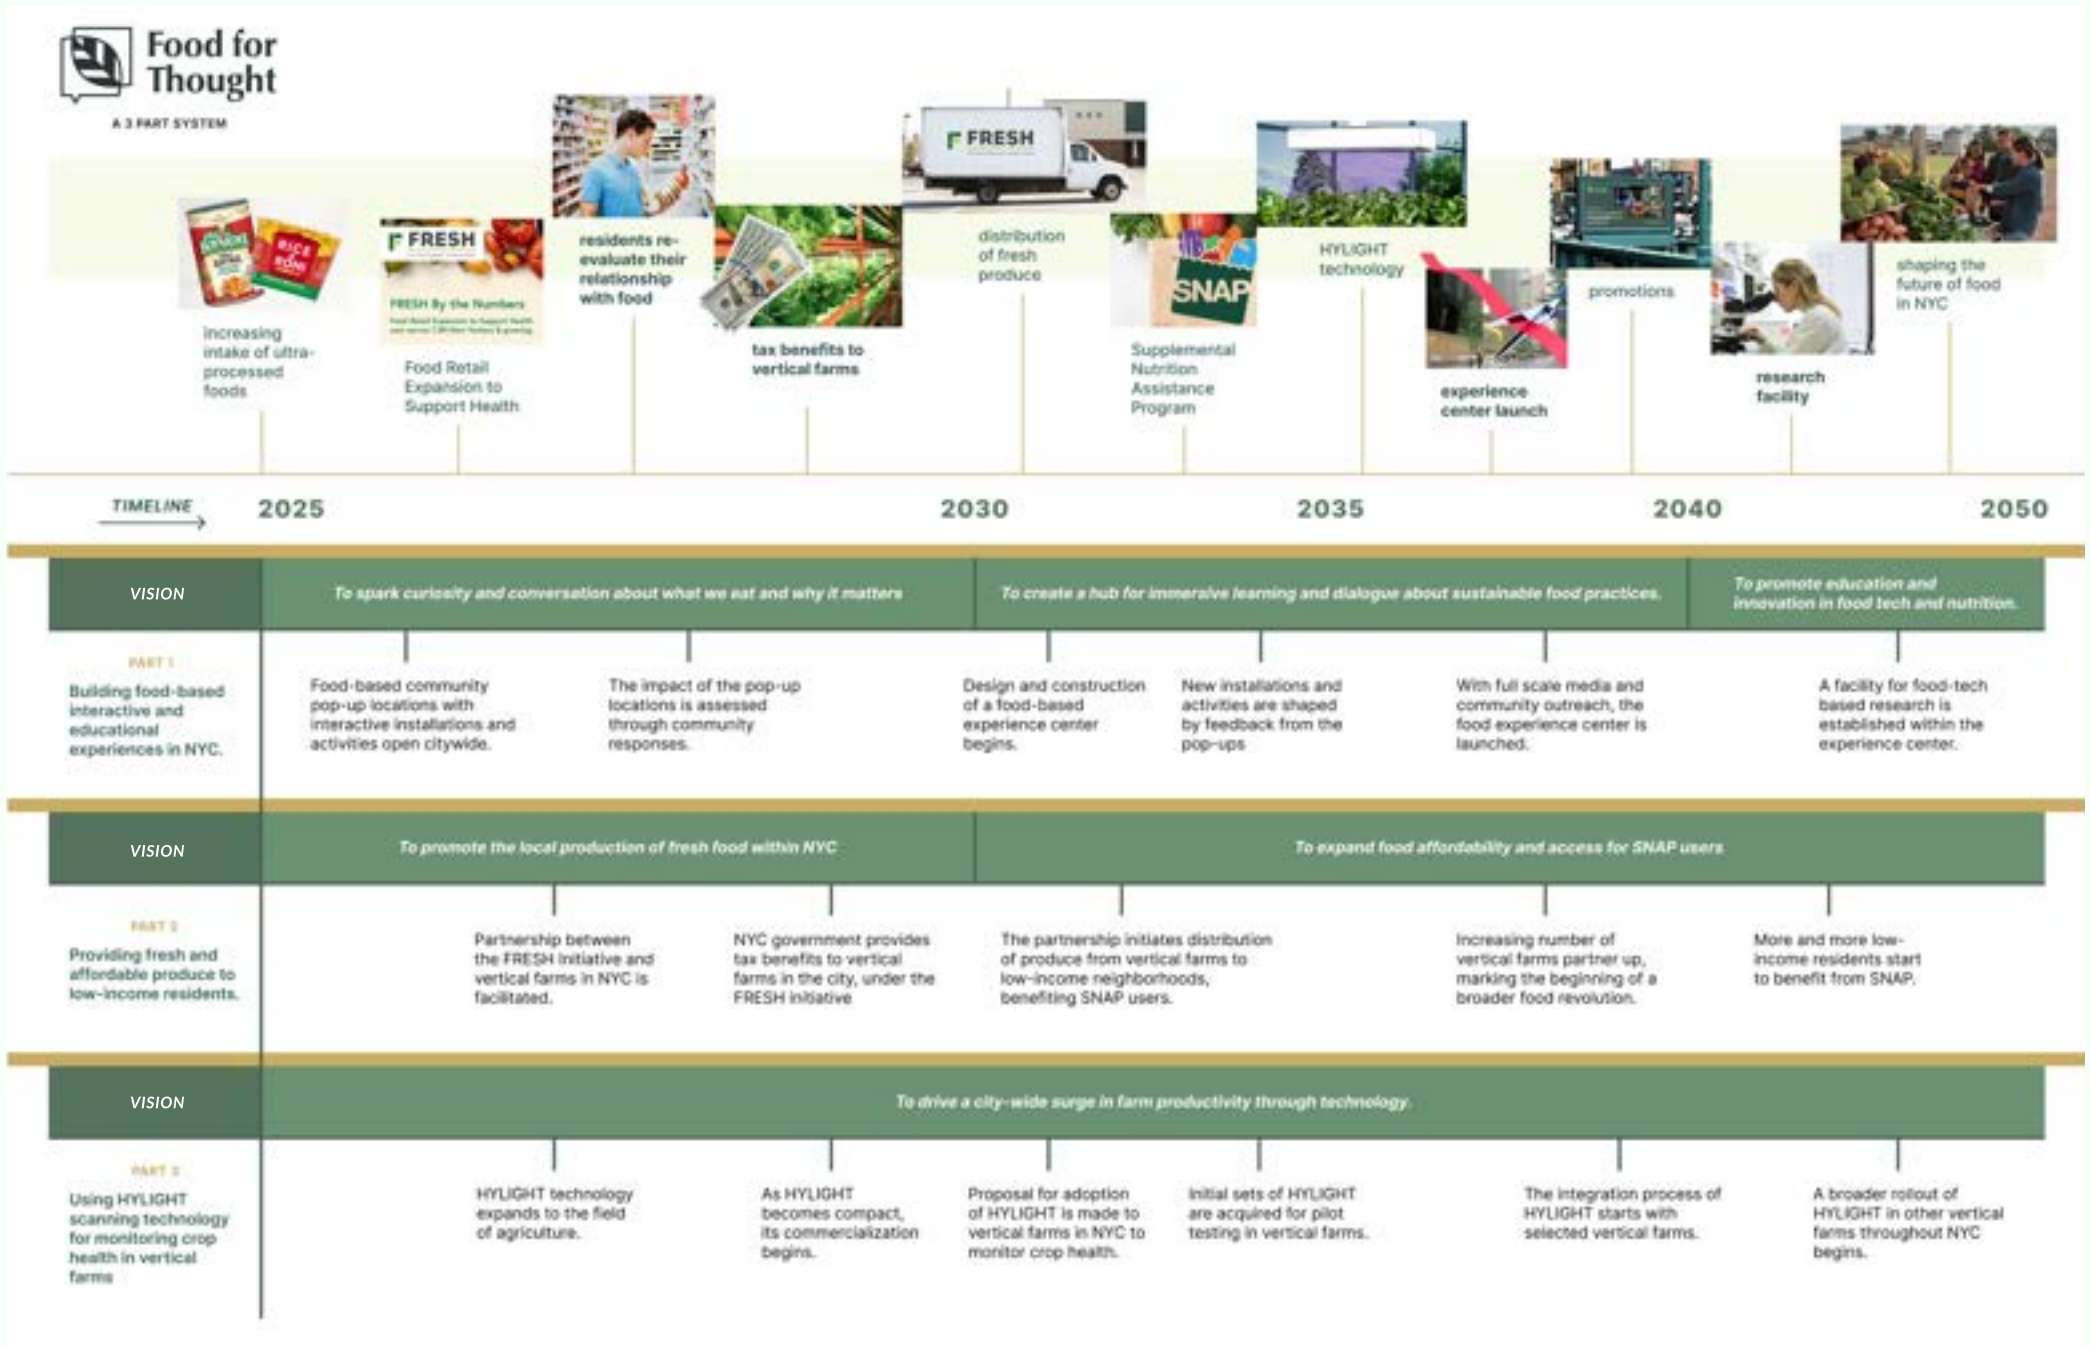 Food for
Thought
A 3 PART SYSTEM
increasing
intake of ultra-
processed
foods
FRESH
FRESH By the Numbers
Food Retail
Expansion to
Support Health
residents re-
evaluate their
relationship
with food
tax benefits to
vertical farms
FRESH
distribution
of fresh
produce
SNAP
Supplemental
Nutrition
Assistance
Program
HYLIGHT
technology
experience
center launch
promotions
research
facility
shaping the
future of food
in NYC
TIMELINE
2025
2030
2035
2040
2050
VISION
To spark curiosity and conversation about what we eat and why it matters
To create a hub for immersive learning and dialogue about sustainable food practices.
To promote education and
innovation in food tech and nutrition.
PART 1
Building food-based
interactive and
educational
experiences in NYC.
Food-based community
pop-up locations with
interactive installations and
activities open citywide.
The impact of the pop-up
locations is assessed
through community
responses.
Design and construction
of a food-based
experience center
begins.
New installations and
activities are shaped
by feedback from the
pop-ups
With full scale media and
community outreach, the
food experience center is
launched.
A facility for food-tech
based research is
established within the
experience center.
VISION
To promote the local production of fresh food within NYC
To expand food affordability and access for SNAP users
PART 2
Providing fresh and
affordable produce to
low-income residents.
Partnership between
the FRESH Initiative and
vertical farms in NYC is
facilitated.
NYC government provides
tax benefits to vertical
farms in the city, under the
FRESH initiative
The partnership initiates distribution
of produce from vertical farms to
low-income neighborhoods,
benefiting SNAP users.
Increasing number of
vertical farms partner up,
marking the beginning of a
broader food revolution.
More and more low-
income residents start
to benefit from SNAP.
VISION
To drive a city-wide surge in farm productivity through technology.
PART 3
Using HYLIGHT
scanning technology
for monitoring crop
health in vertical
farms
HYLIGHT technology
expands to the field
of agriculture.
As HYLIGHT
becomes compact,
its commercialization
begins.
Proposal for adoption
of HYLIGHT is made to
vertical farms in NYC to
monitor crop health.
Initial sets of HYLIGHT
are acquired for pilot
testing in vertical farms.
The integration process of
HYLIGHT starts with
selected vertical farms.
A broader rollout of
HYLIGHT in other vertical
farms throughout NYC
begins.